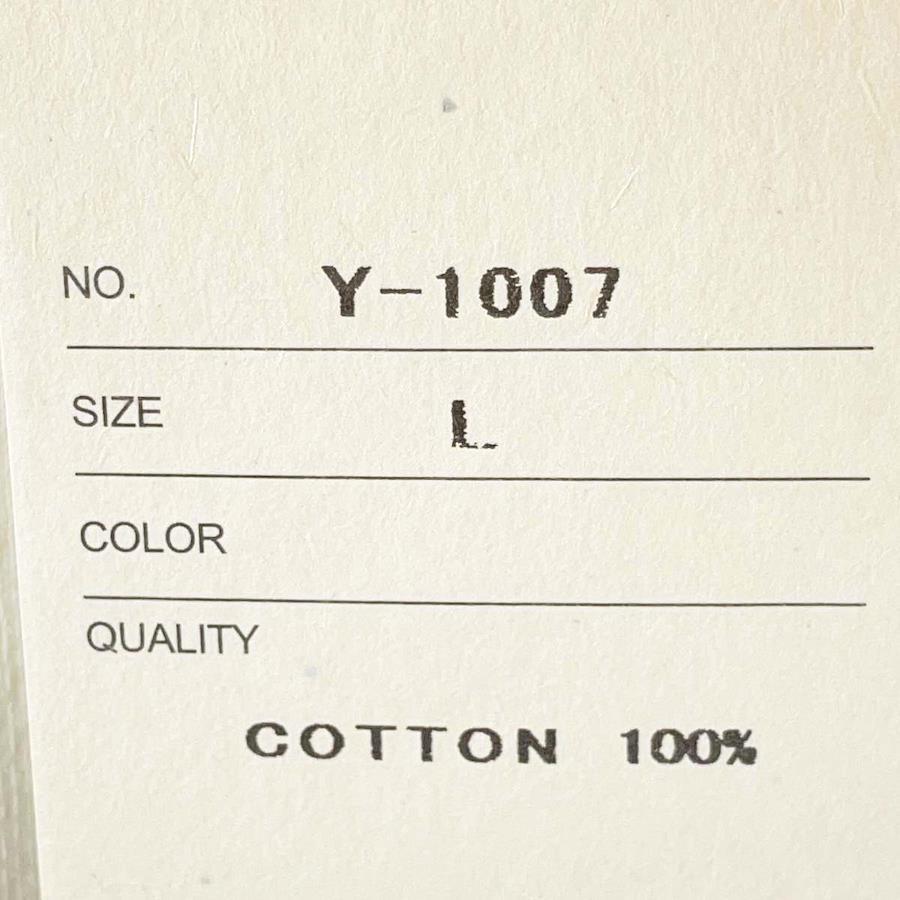 NO. Y-1007
SIZE L
COLOR
QUALITY
COTTON 100%